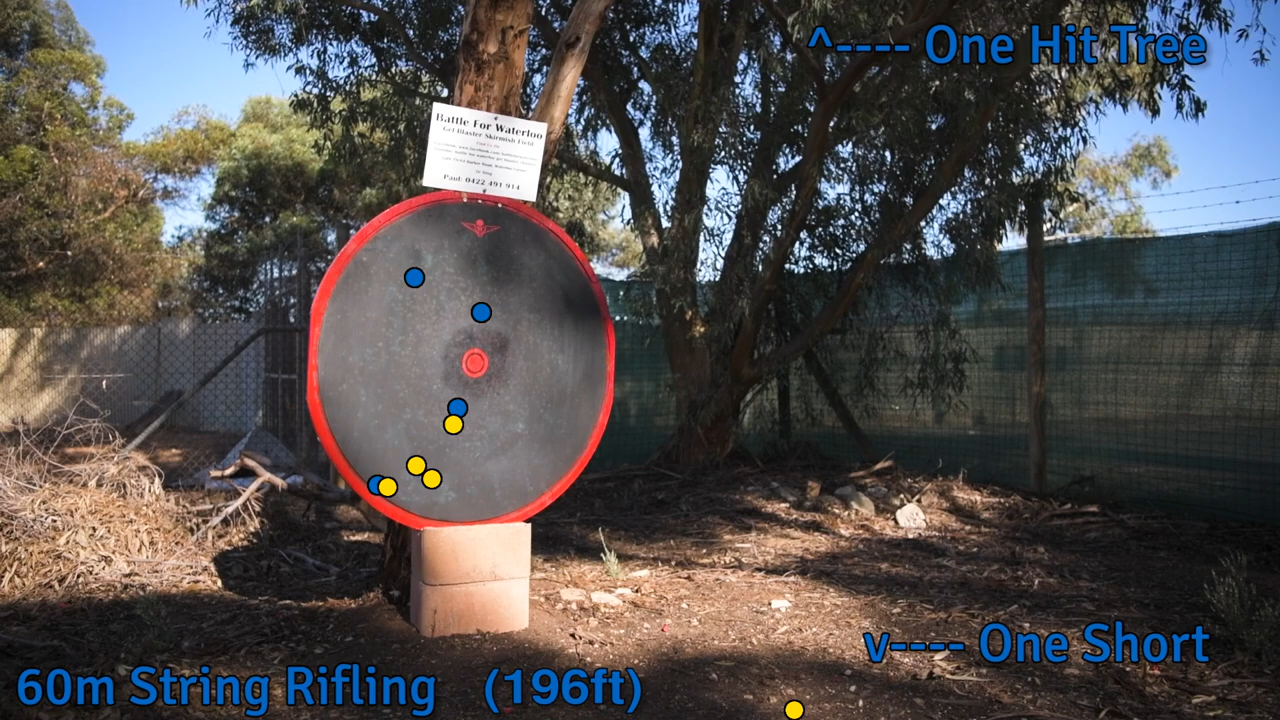 ^---- One Hit Tree
Battle For Waterloo
Gel Blaster Skirmish Field
Paul: 0422 491 914
v---- One Short
60m String Rifling (196ft)